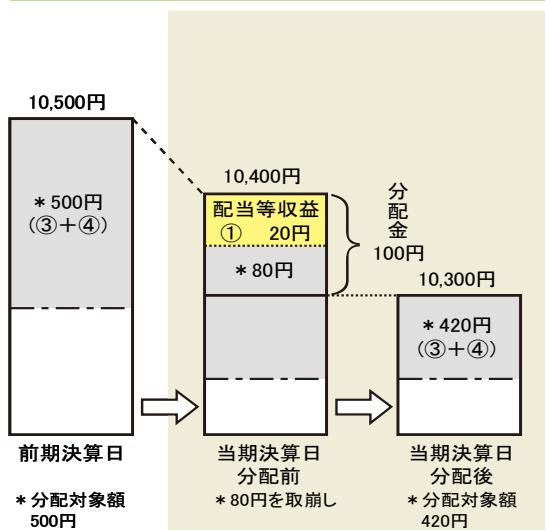 10,500円
＊500円
（③＋④）
前期決算日
＊分配対象額
500円
10,400円
配当等収益
① 20円
＊80円
分配金
100円
当期決算日
分配前
＊80円を取崩し
10,300円
＊420円
（③＋④）
当期決算日
分配後
＊分配対象額
420円